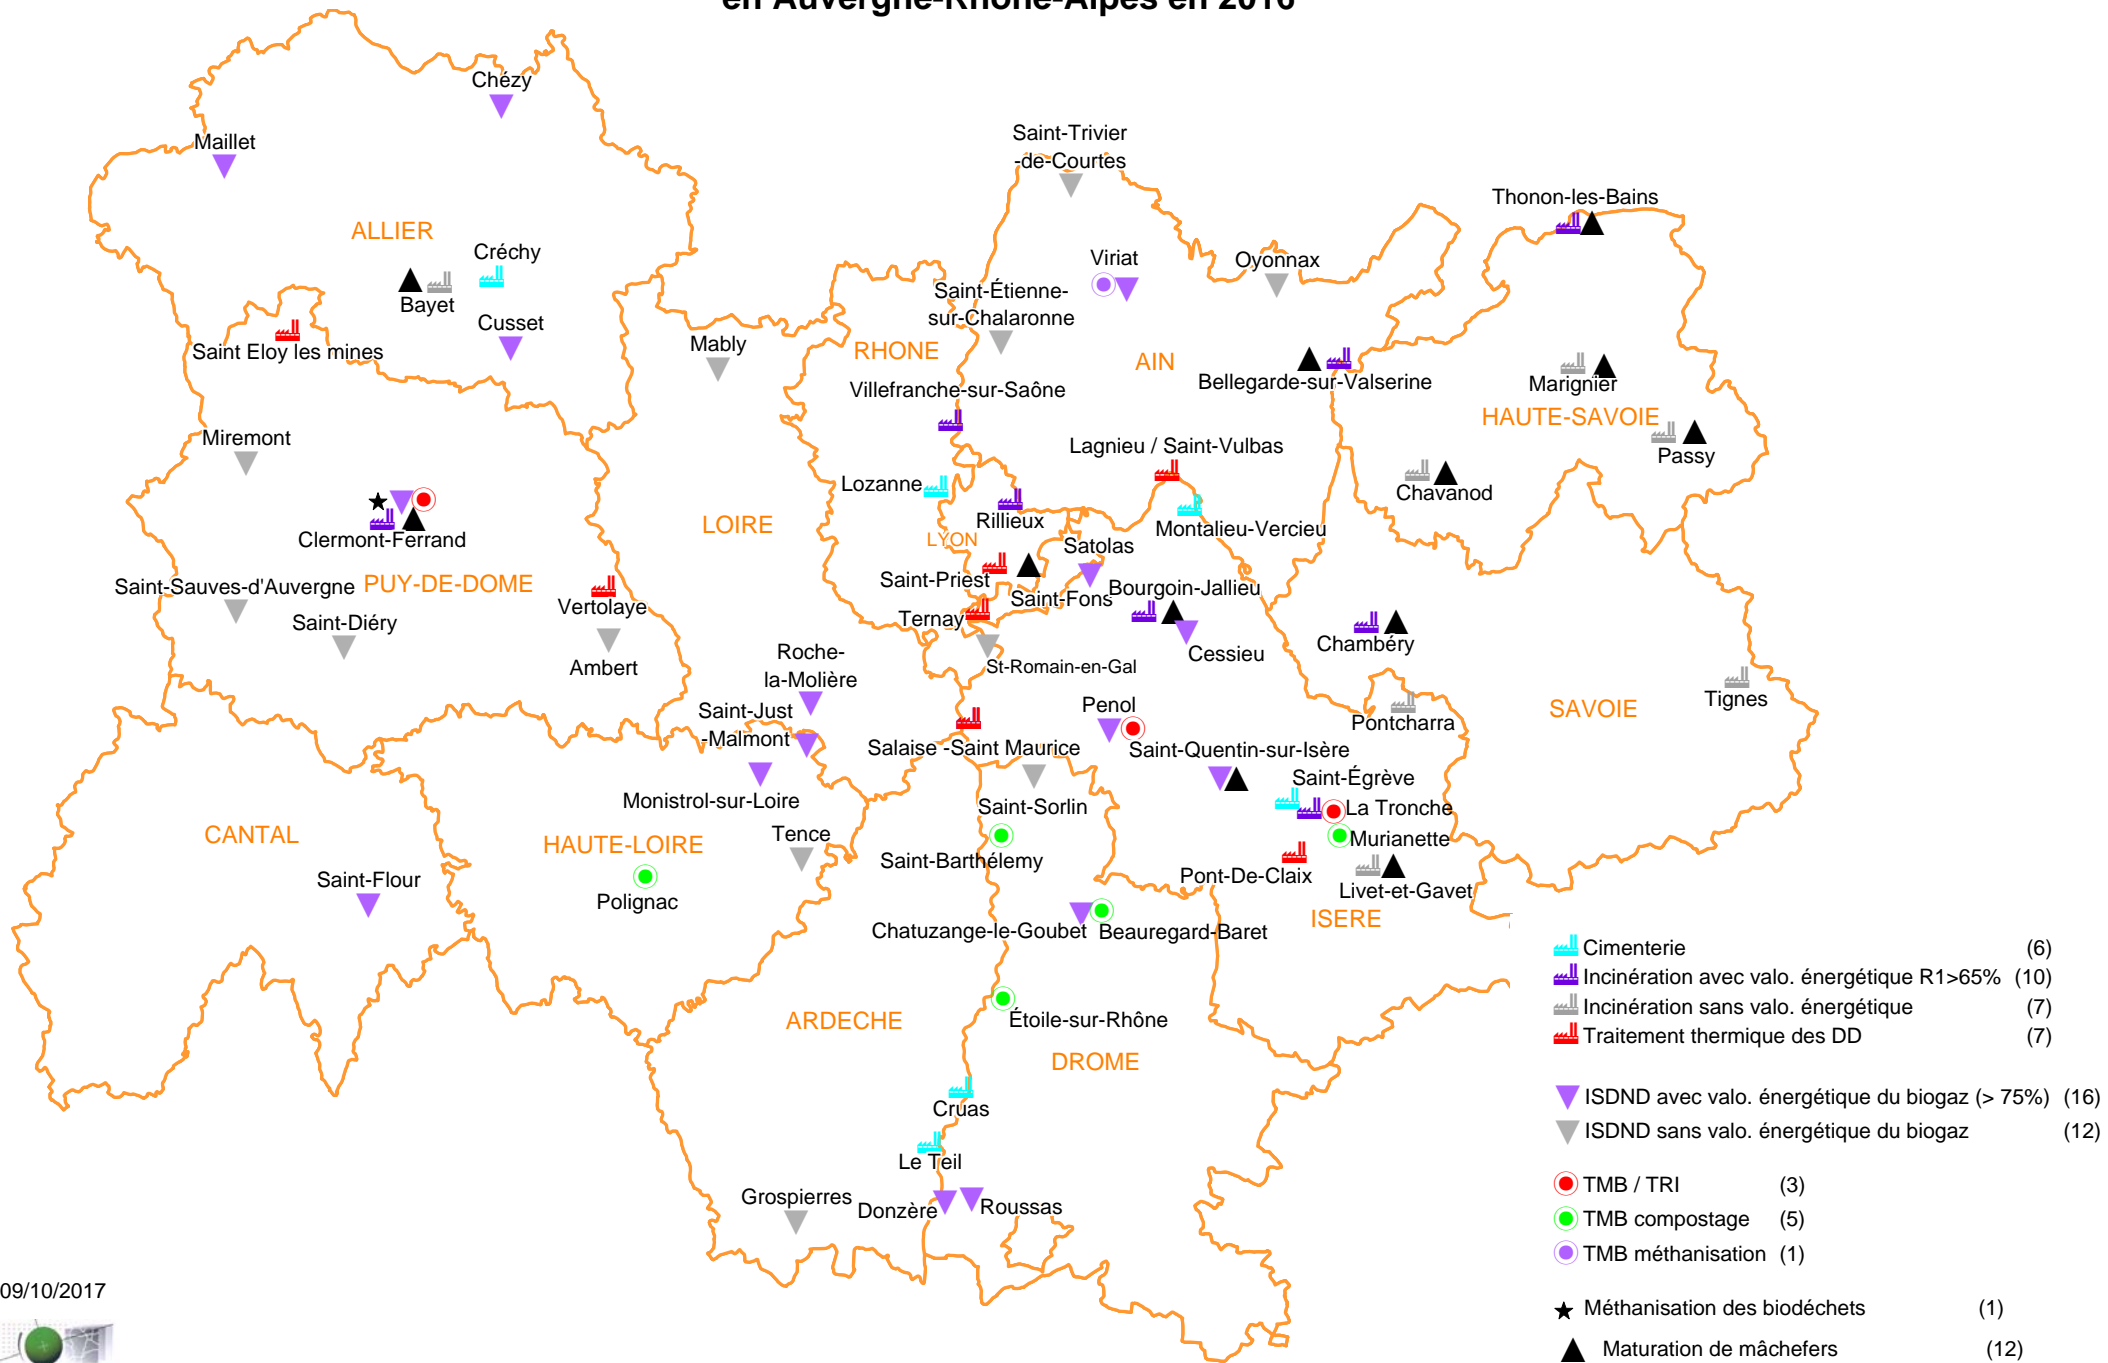 en Auvergne-Rhône-Alpes en 2016
Chézy
Maillet
Saint-Trivier
-de-Courtes
Thonon-les-Bains
ALLIER
Créchy
Viriat
Oyonnax
Bayet
Saint-Étienne-
sur-Chalaronne
Cusset
Saint Eloy les mines
Mably
RHONE
AIN
Bellegarde-sur-Valserine
Marignier
Villefranche-sur-Saône
HAUTE-SAVOIE
Miremont
Lagnieu / Saint-Vulbas
Passy
Lozanne
Chavanod
Rillieux
LOIRE
Montalieu-Vercieu
Clermont-Ferrand
LYON
Satolas
Saint-Priest
Saint-Sauves-d'Auvergne
PUY-DE-DOME
Bourgoin-Jallieu
Saint-Fons
Vertolaye
Saint-Diéry
Ternay
Chambéry
Cessieu
Roche-
la-Molière
Ambert
St-Romain-en-Gal
Tignes
Saint-Just
-Malmont
Penol
SAVOIE
Pontcharra
Salaise -Saint Maurice
Saint-Quentin-sur-Isère
Saint-Égrève
Monistrol-sur-Loire
Saint-Sorlin
La Tronche
CANTAL
Tence
HAUTE-LOIRE
Murianette
Saint-Barthélemy
Saint-Flour
Pont-De-Claix
Livet-et-Gavet
Polignac
ISERE
Chatuzange-le-Goubet
Beauregard-Baret
ARDECHE
Étoile-sur-Rhône
DROME
Cruas
Le Teil
Grospierres
Donzère
Roussas
Cimenterie (6)
Incinération avec valo. énergétique R1>65% (10)
Incinération sans valo. énergétique (7)
Traitement thermique des DD (7)
ISDND avec valo. énergétique du biogaz (> 75%) (16)
ISDND sans valo. énergétique du biogaz (12)
TMB / TRI (3)
TMB compostage (5)
TMB méthanisation (1)
Méthanisation des biodéchets (1)
Maturation de mâchefers (12)
09/10/2017